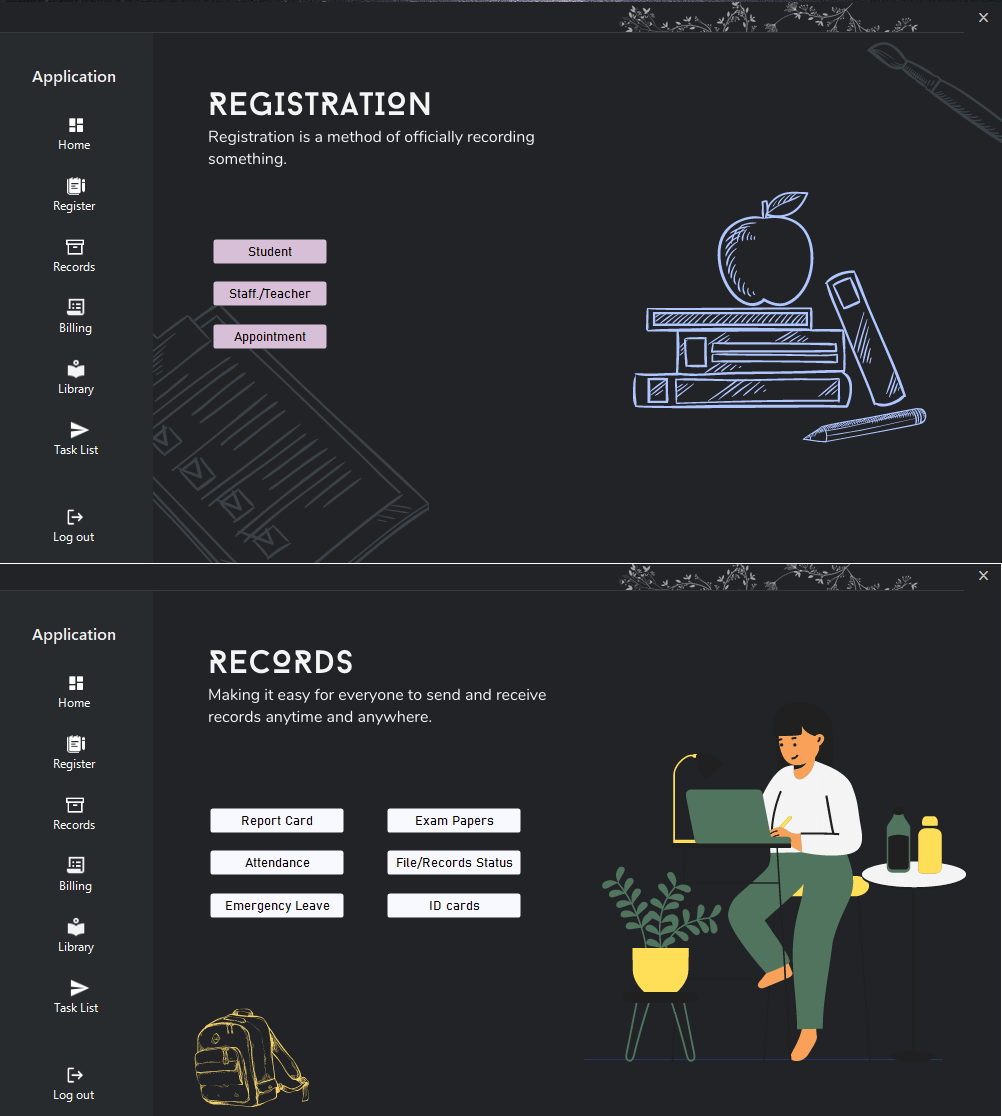 Application
Home
Register
Records
Billing
Library
Task List
Log out
REGISTRATION
Registration is a method of officially recording
something.
Student
Staff./Teacher
Appointment
Application
Home
Register
Records
Billing
Library
Task List
Log out
RECORDS
Making it easy for everyone to send and receive
records anytime and anywhere.
Report Card
Exam Papers
Attendance
File/Records Status
Emergency Leave
ID cards